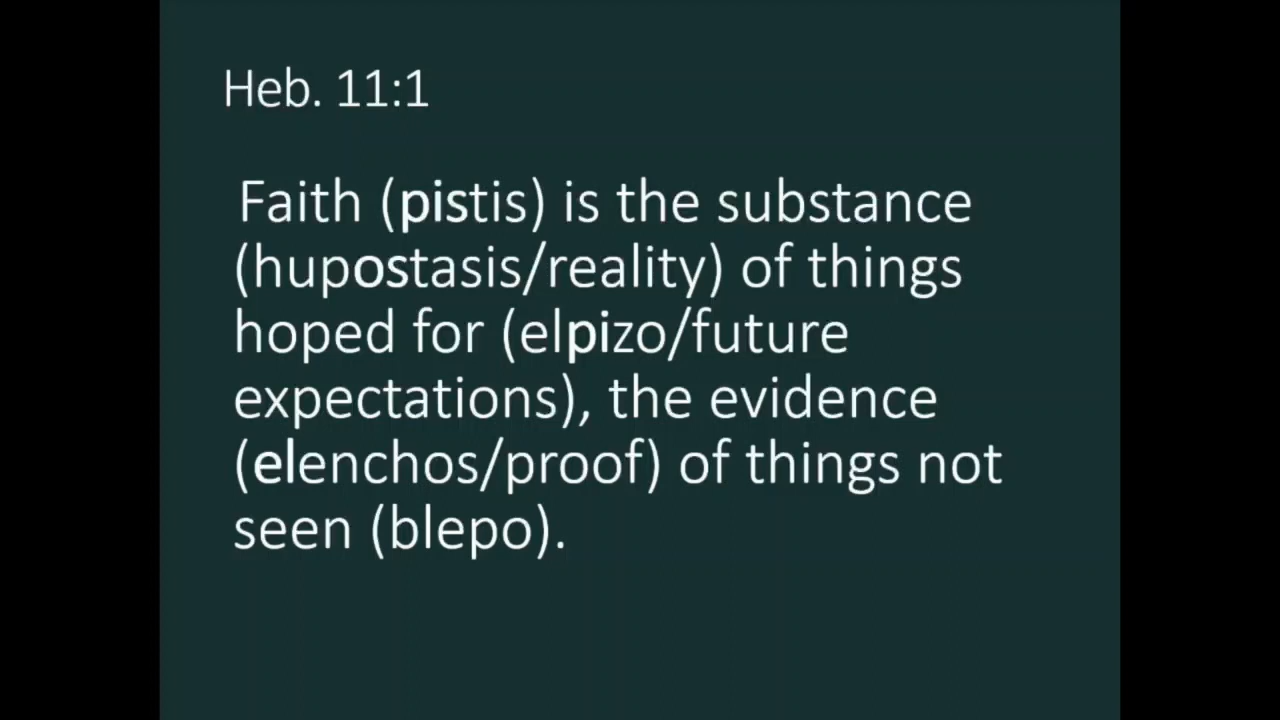 Heb. 11:1
Faith (pistis) is the substance
(hupostasis/reality) of things
hoped for (elpizo/future
expectations), the evidence
(elenchos/proof) of things not
seen (blepo).